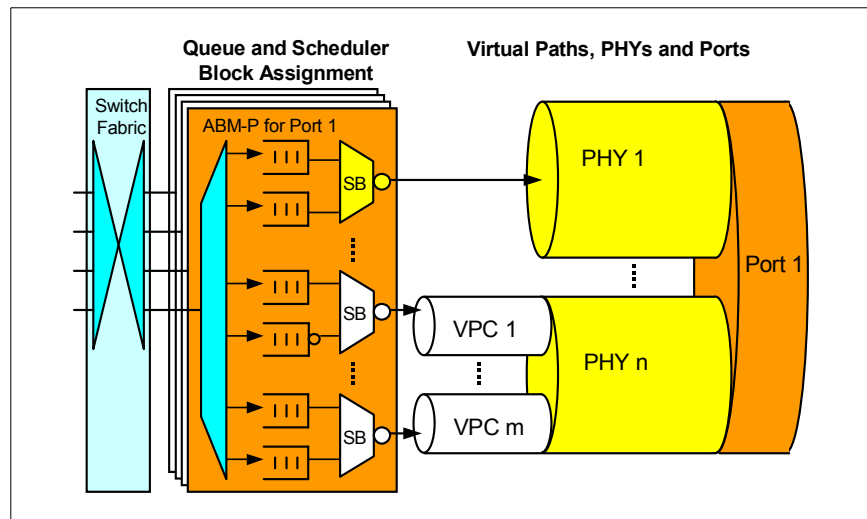 Queue and Scheduler
Block Assignment
Virtual Paths, PHYs and Ports
Switch
Fabric
ABM-P for Port 1
SB
PHY 1
Port 1
SB
VPC 1
PHY n
SB
VPC m